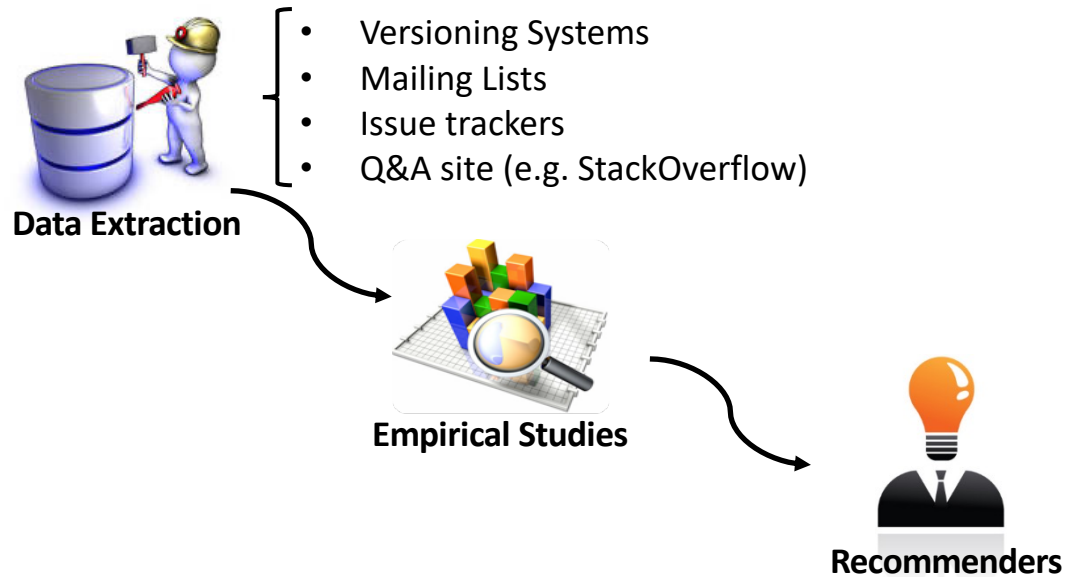 • Versioning Systems
• Mailing Lists
• Issue trackers
• Q&A site (e.g. StackOverflow)
Data Extraction
Empirical Studies
Recommenders